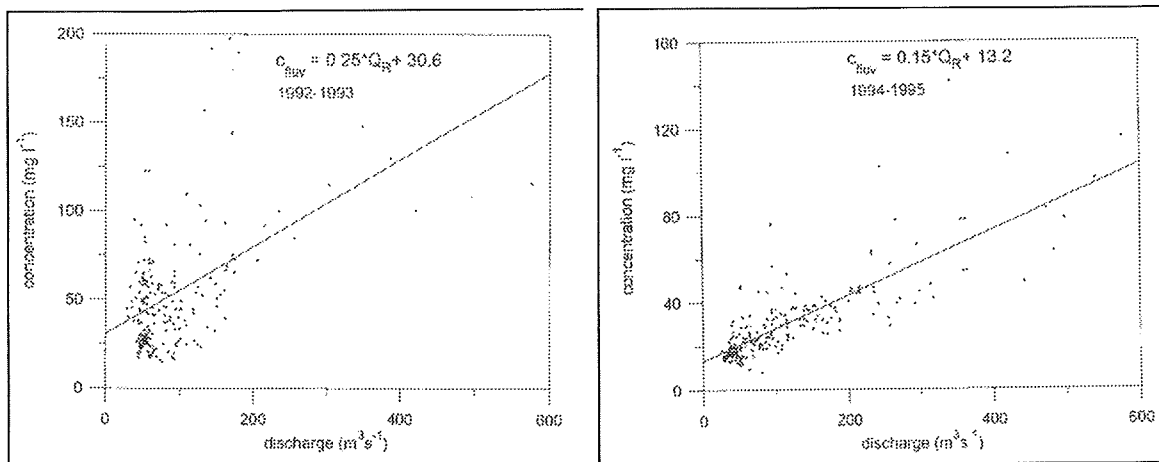 200
150
100
50
0
concentration (mg l⁻¹)
c_fluv = 0.25*Q_R + 30.6
1992-1993
0 200 400 600
discharge (m³s⁻¹)
160
120
80
40
0
concentration (mg l⁻¹)
c_fluv = 0.15*Q_R + 13.2
1994-1995
0 200 400 600
discharge (m³s⁻¹)